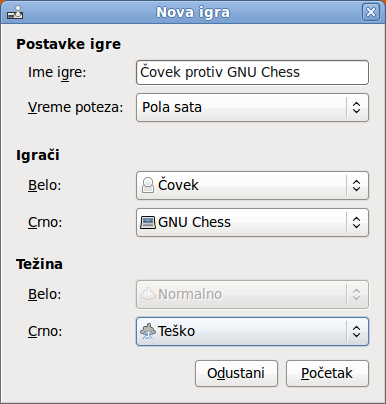 Nova igra
Postavke igre
Ime igre: Čovek protiv GNU Chess
Vreme poteza: Pola sata
Igrači
Belo: Čovek
Crno: GNU Chess
Težina
Belo: Normalno
Crno: Teško
Odustani Početak